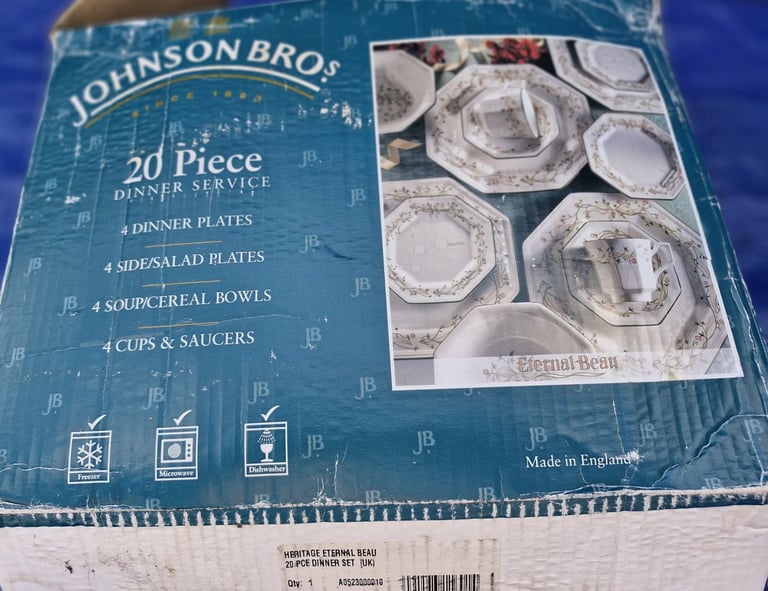 JOHNSON BROS
SINCE 1883
20 Piece
DINNER SERVICE
4 DINNER PLATES
4 SIDE/SALAD PLATES
4 SOUP/CEREAL BOWLS
4 CUPS & SAUCERS
Freezer
Microwave
Dishwasher
Eternal Beau
Made in England
JB
HERITAGE ETERNAL BEAU
20 PCE DINNER SET (UK)
Qty: 1 A0523000010